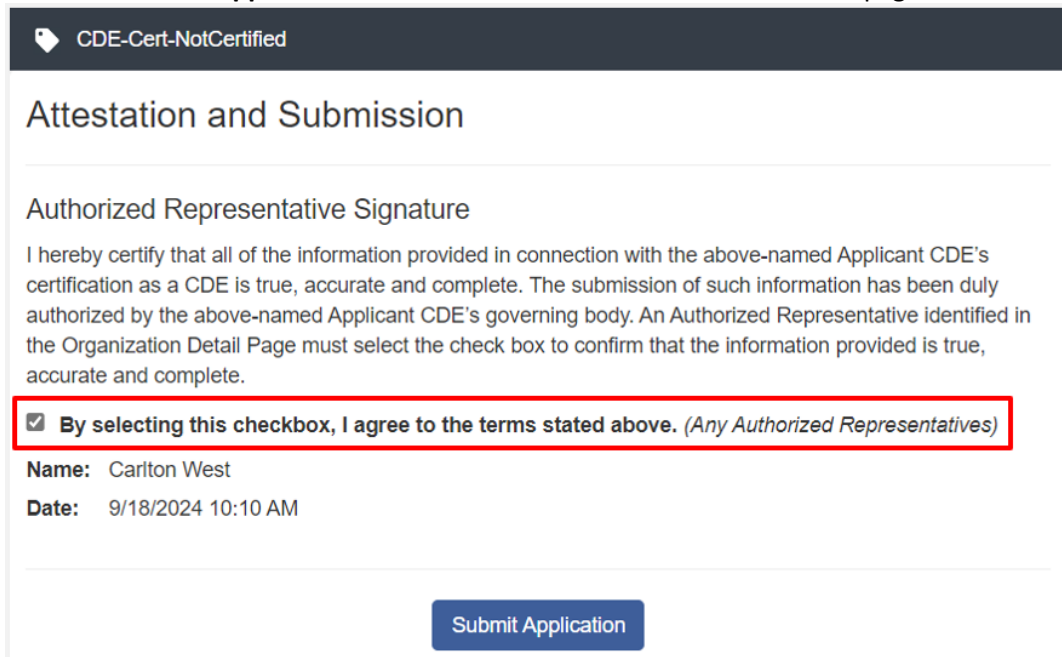 CDE-Cert-NotCertified
Attestation and Submission
Authorized Representative Signature
I hereby certify that all of the information provided in connection with the above-named Applicant CDE's
certification as a CDE is true, accurate and complete. The submission of such information has been duly
authorized by the above-named Applicant CDE's governing body. An Authorized Representative identified in
the Organization Detail Page must select the check box to confirm that the information provided is true,
accurate and complete.
By selecting this checkbox, I agree to the terms stated above. (Any Authorized Representatives)
Name: Carlton West
Date: 9/18/2024 10:10 AM
Submit Application